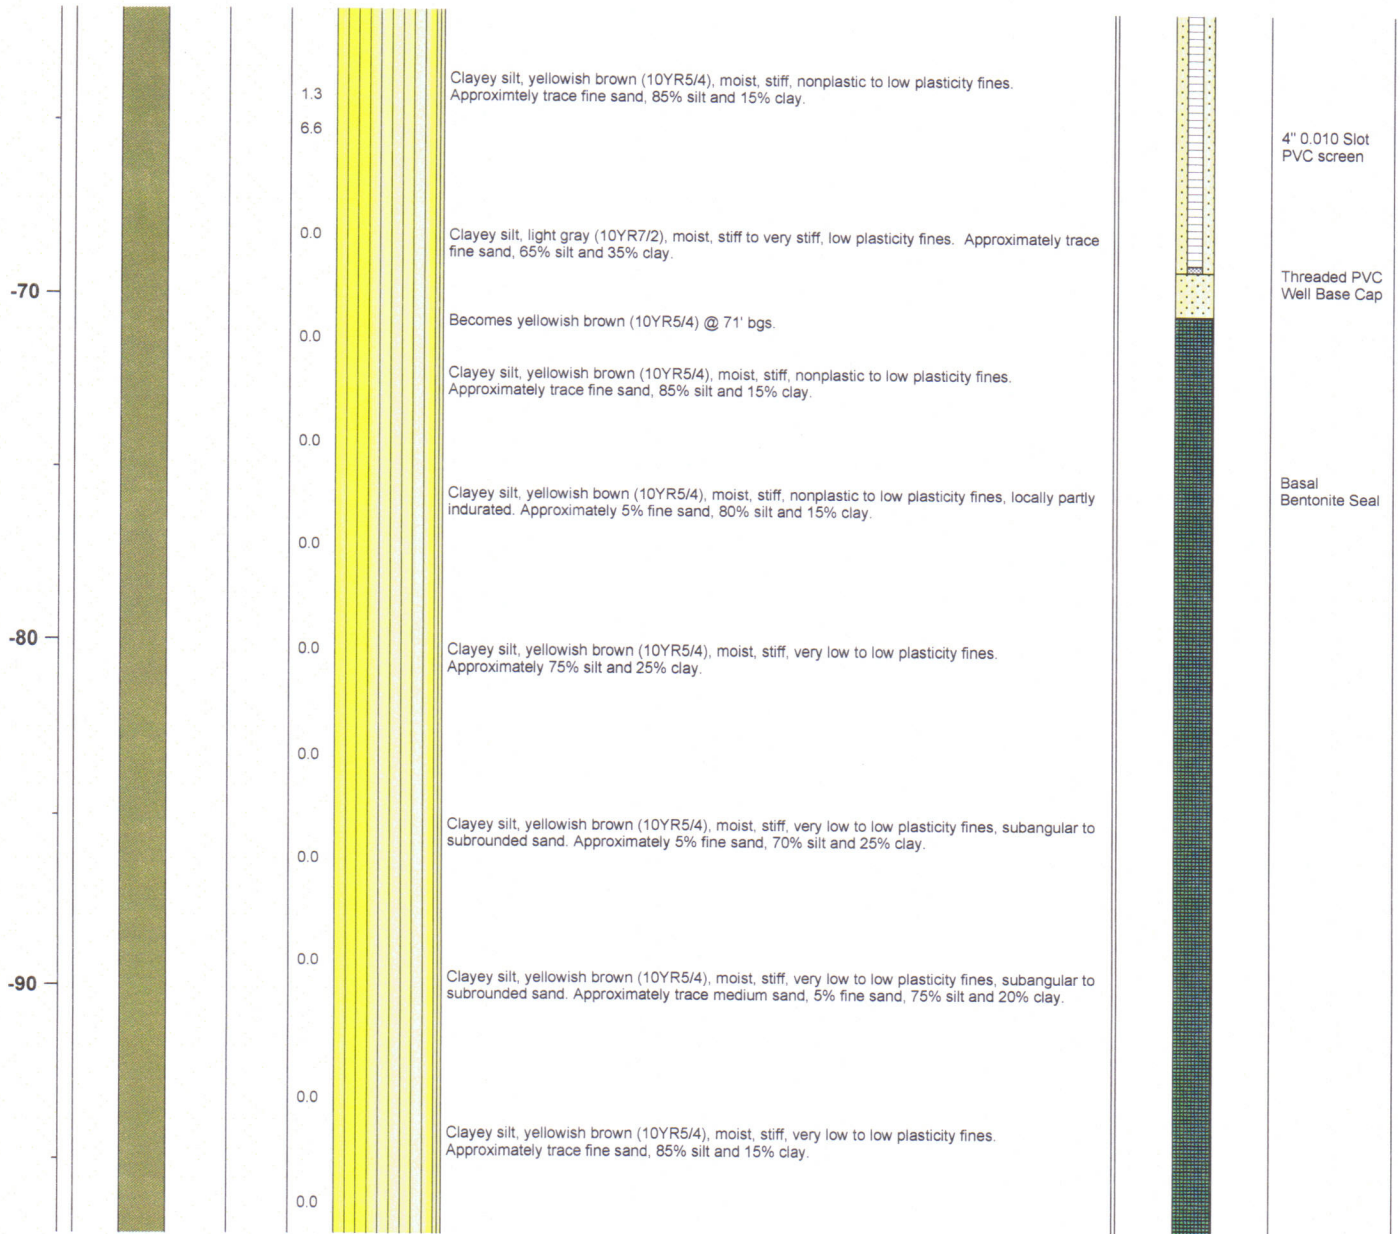 Clayey silt, yellowish brown (10YR5/4), moist, stiff, nonplastic to low plasticity fines.
Approximtely trace fine sand, 85% silt and 15% clay.
1.3
6.6
4" 0.010 Slot
PVC screen
0.0
Clayey silt, light gray (10YR7/2), moist, stiff to very stiff, low plasticity fines. Approximately trace
fine sand, 65% silt and 35% clay.
-70
Threaded PVC
Well Base Cap
Becomes yellowish brown (10YR5/4) @ 71' bgs.
0.0
Clayey silt, yellowish brown (10YR5/4), moist, stiff, nonplastic to low plasticity fines.
Approximately trace fine sand, 85% silt and 15% clay.
0.0
Clayey silt, yellowish bown (10YR5/4), moist, stiff, nonplastic to low plasticity fines, locally partly
indurated. Approximately 5% fine sand, 80% silt and 15% clay.
Basal
Bentonite Seal
0.0
-80
0.0
Clayey silt, yellowish brown (10YR5/4), moist, stiff, very low to low plasticity fines.
Approximately 75% silt and 25% clay.
0.0
Clayey silt, yellowish brown (10YR5/4), moist, stiff, very low to low plasticity fines, subangular to
subrounded sand. Approximately 5% fine sand, 70% silt and 25% clay.
0.0
0.0
-90
Clayey silt, yellowish brown (10YR5/4), moist, stiff, very low to low plasticity fines, subangular to
subrounded sand. Approximately trace medium sand, 5% fine sand, 75% silt and 20% clay.
0.0
Clayey silt, yellowish brown (10YR5/4), moist, stiff, very low to low plasticity fines.
Approximately trace fine sand, 85% silt and 15% clay.
0.0